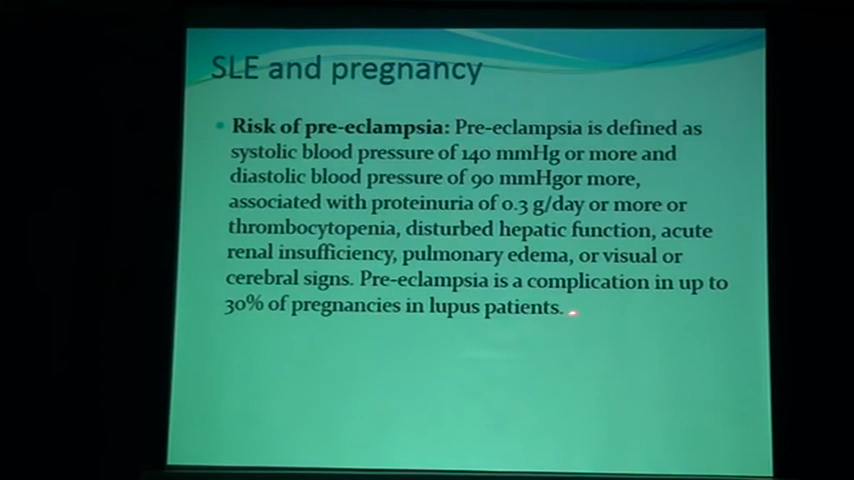 SLE and pregnancy
• Risk of pre-eclampsia: Pre-eclampsia is defined as
systolic blood pressure of 140 mmHg or more and
diastolic blood pressure of 90 mmHgor more,
associated with proteinuria of 0.3 g/day or more or
thrombocytopenia, disturbed hepatic function, acute
renal insufficiency, pulmonary edema, or visual or
cerebral signs. Pre-eclampsia is a complication in up to
30% of pregnancies in lupus patients.